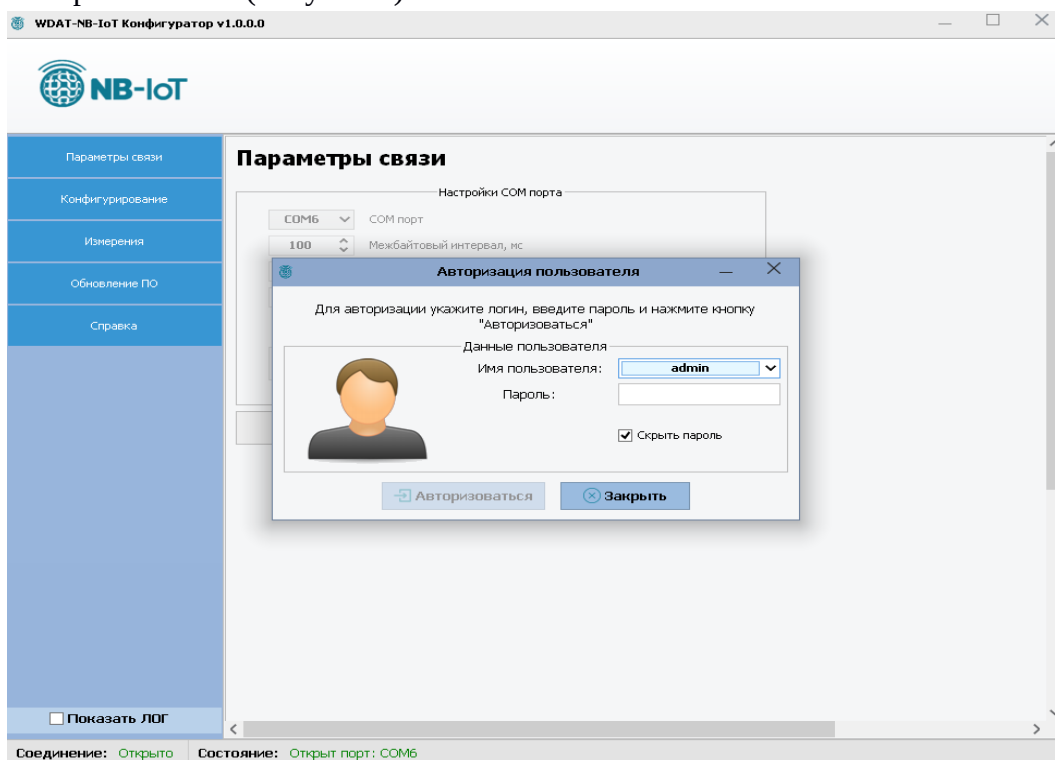 WDAT-NB-IoT Конфигуратор v1.0.0.0
NB-IoT
Параметры связи
Конфигурирование
Измерения
Обновление ПО
Справка
Параметры связи
Настройки COM порта
COM6 COM порт
100 Межбайтовый интервал, мс
Авторизация пользователя
Для авторизации укажите логин, введите пароль и нажмите кнопку
"Авторизоваться"
Данные пользователя
Имя пользователя: admin
Пароль:
Скрыть пароль
Авторизоваться Закрыть
Показать ЛОГ
Соединение: Открыто Состояние: Открыт порт: COM6